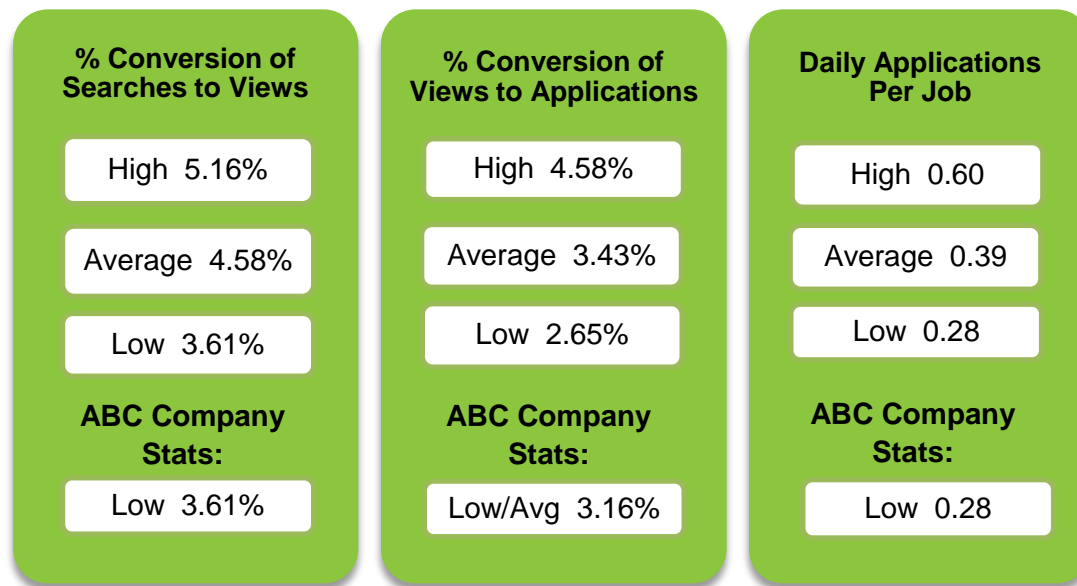 % Conversion of
Searches to Views
High 5.16%
Average 4.58%
Low 3.61%
ABC Company
Stats:
Low 3.61%
% Conversion of
Views to Applications
High 4.58%
Average 3.43%
Low 2.65%
ABC Company
Stats:
Low/Avg 3.16%
Daily Applications
Per Job
High 0.60
Average 0.39
Low 0.28
ABC Company
Stats:
Low 0.28